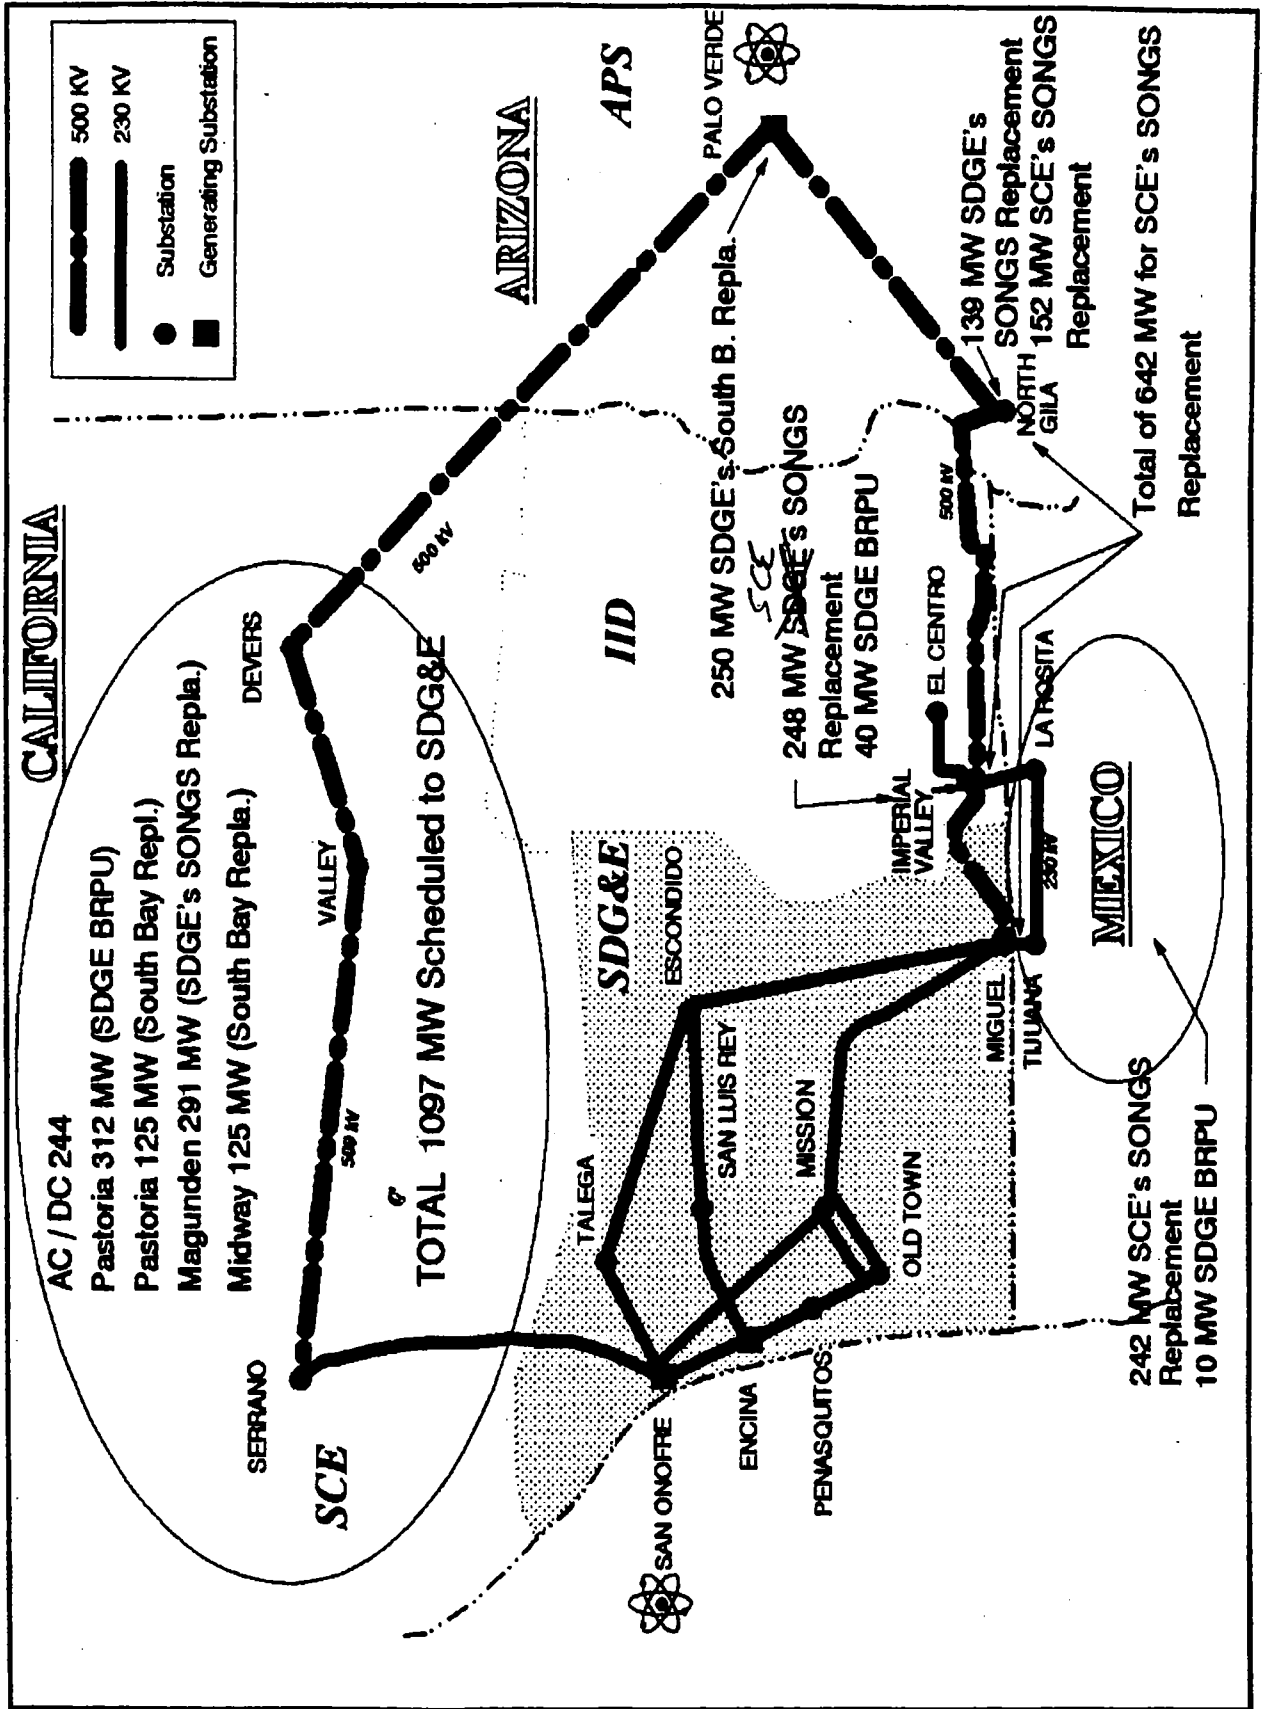 CALIFORNIA
500 KV
230 KV
Substation
Generating Substation
AC / DC 244
Pastoria 312 MW (SDGE BRPU)
Pastoria 125 MW (South Bay Repl.)
Magunden 291 MW (SDGE's SONGS Repla.)
Midway 125 MW (South Bay Repla.)
SERRANO
VALLEY
DEVERS
500 kV
500 kV
SCE
TOTAL 1097 MW Scheduled to SDG&E
ARIZONA
APS
PALO VERDE
IID
SDG&E
TALEGA
ESCONDIDO
SAN ONOFRE
SAN LUIS REY
ENCINA
MISSION
PENASQUITOS
OLD TOWN
250 MW SDGE's South B. Repla.
SCE
248 MW SDGE's SONGS
Replacement
40 MW SDGE BRPU
IMPERIAL
VALLEY
EL CENTRO
500 kV
139 MW SDGE's
SONGS Replacement
152 MW SCE's SONGS
Replacement
NORTH
GILA
MIGUEL
TIJUANA
230 kV
LA ROSITA
MEXICO
Total of 642 MW for SCE's SONGS
Replacement
242 MW SCE's SONGS
Replacement
10 MW SDGE BRPU